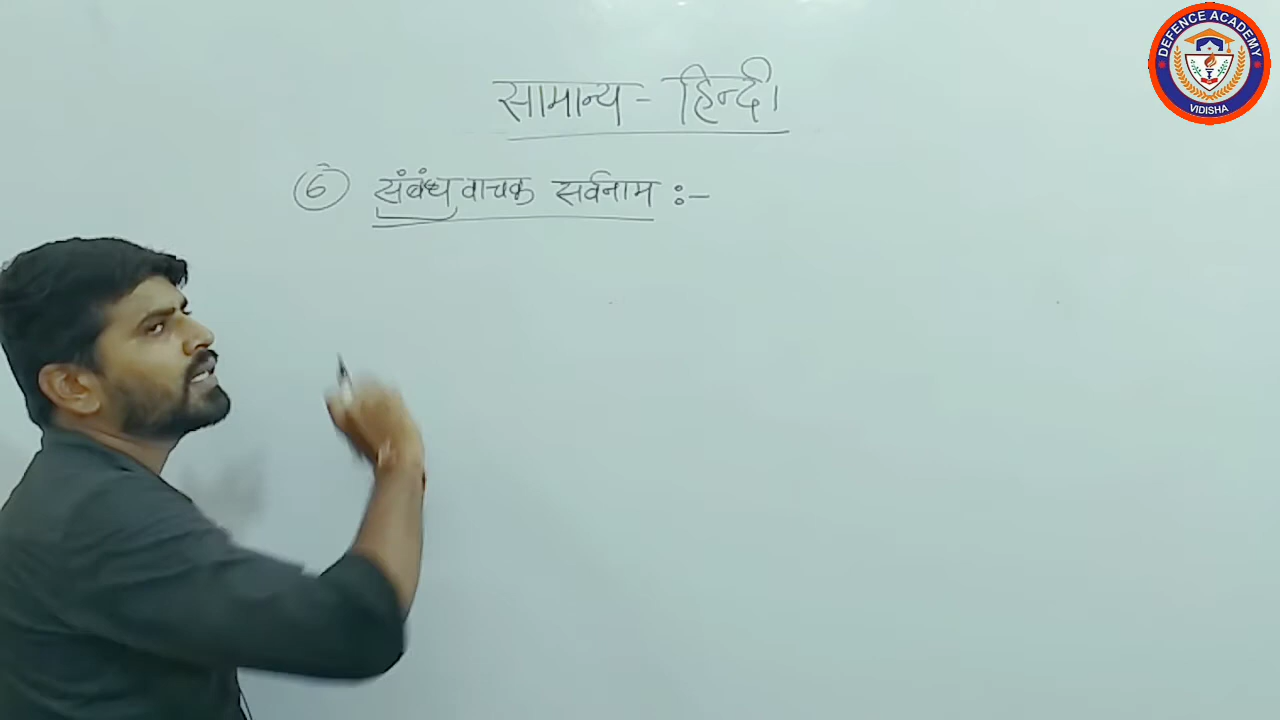 सामान्य - हिन्दी
6 संबंधवाचक सर्वनाम :-
DEFENCE ACADEMY
VIDISHA